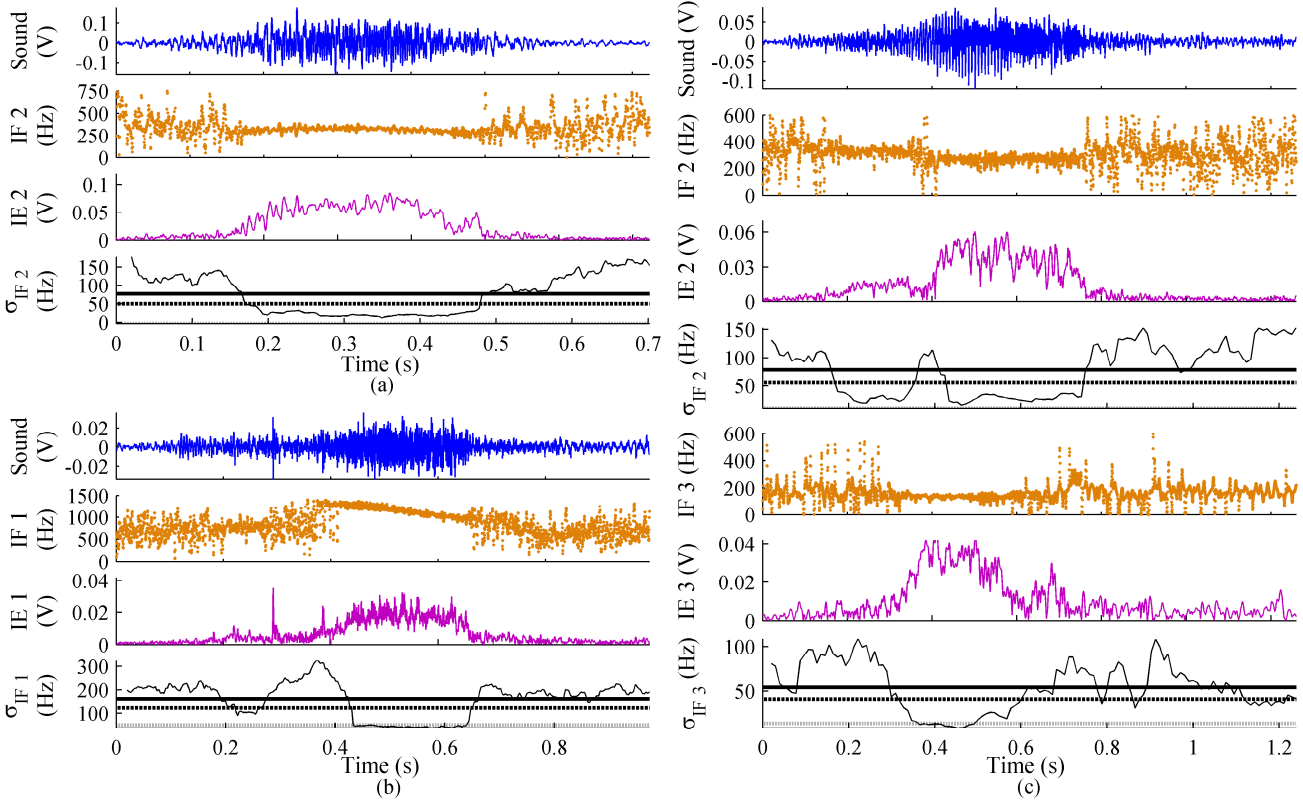 Sound
(V)
0.1
0
-0.1
IF 2
(Hz)
750
500
250
0
IE 2
(V)
0.1
0.05
0
σIF 2
(Hz)
150
100
50
0
0 0.1 0.2 0.3 0.4 0.5 0.6 0.7
Time (s)
(a)
Sound
(V)
0.02
0
-0.02
IF 1
(Hz)
1500
1000
500
0
IE 1
(V)
0.04
0.02
0
σIF 1
(Hz)
300
200
100
0 0.2 0.4 0.6 0.8
Time (s)
(b)
Sound
(V)
0.05
0
-0.05
-0.1
IF 2 (Hz)
600
400
200
0
IE 2 (V)
0.06
0.03
0
σIF 2 (Hz)
150
100
50
IF 3 (Hz)
600
400
200
0
IE 3 (V)
0.04
0.02
0
σIF 3 (Hz)
100
50
0 0.2 0.4 0.6 0.8 1 1.2
Time (s)
(c)